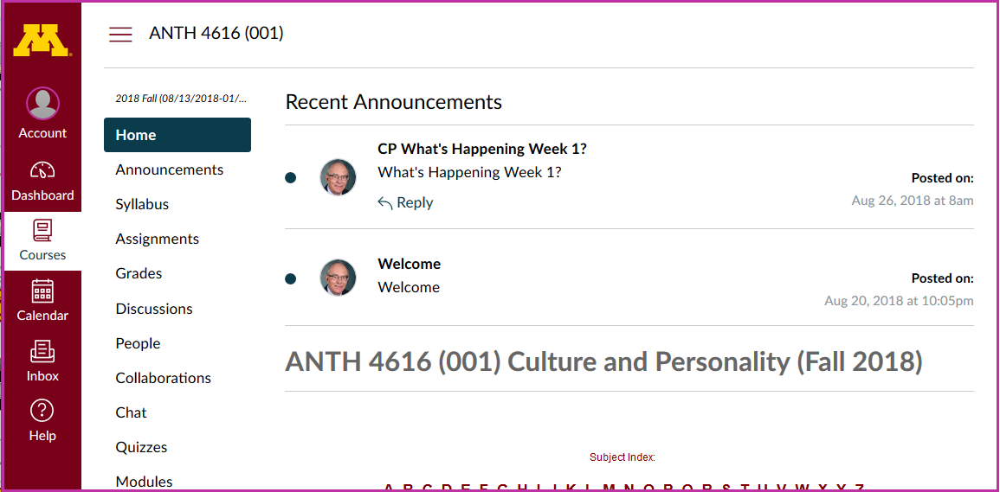 M
ANTH 4616 (001)
Account
Dashboard
Courses
Calendar
Inbox
Help
2018 Fall (08/13/2018-01/...
Home
Announcements
Syllabus
Assignments
Grades
Discussions
People
Collaborations
Chat
Quizzes
Modules
Recent Announcements
CP What's Happening Week 1?
What's Happening Week 1?
Reply
Posted on:
Aug 26, 2018 at 8am
Welcome
Welcome
Posted on:
Aug 20, 2018 at 10:05pm
ANTH 4616 (001) Culture and Personality (Fall 2018)
Subject Index: